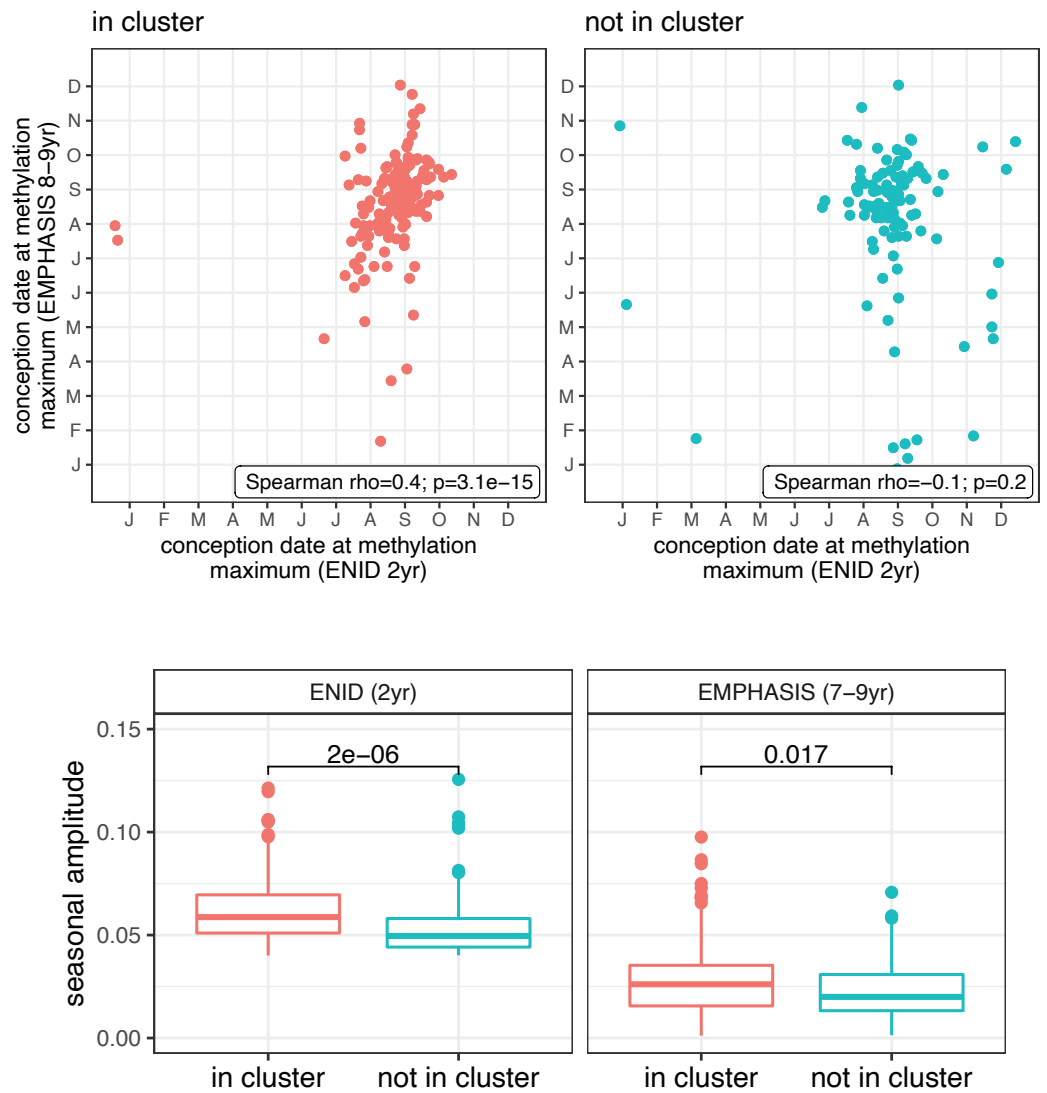 in cluster
not in cluster
conception date at methylation
maximum (EMPHASIS 8−9yr)
D
N
O
S
A
J
J
M
A
M
F
J
Spearman rho=0.4; p=3.1e−15
J F M A M J J A S O N D
conception date at methylation
maximum (ENID 2yr)
D
N
O
S
A
J
J
M
A
M
F
J
Spearman rho=−0.1; p=0.2
J F M A M J J A S O N D
conception date at methylation
maximum (ENID 2yr)
seasonal amplitude
ENID (2yr)
EMPHASIS (7−9yr)
0.15
0.10
0.05
0.00
2e−06
0.017
in cluster
not in cluster
in cluster
not in cluster